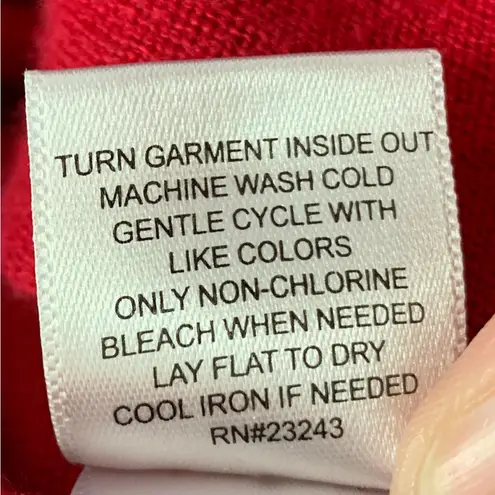 TURN GARMENT INSIDE OUT
MACHINE WASH COLD
GENTLE CYCLE WITH
LIKE COLORS
ONLY NON-CHLORINE
BLEACH WHEN NEEDED
LAY FLAT TO DRY
COOL IRON IF NEEDED
RN#23243